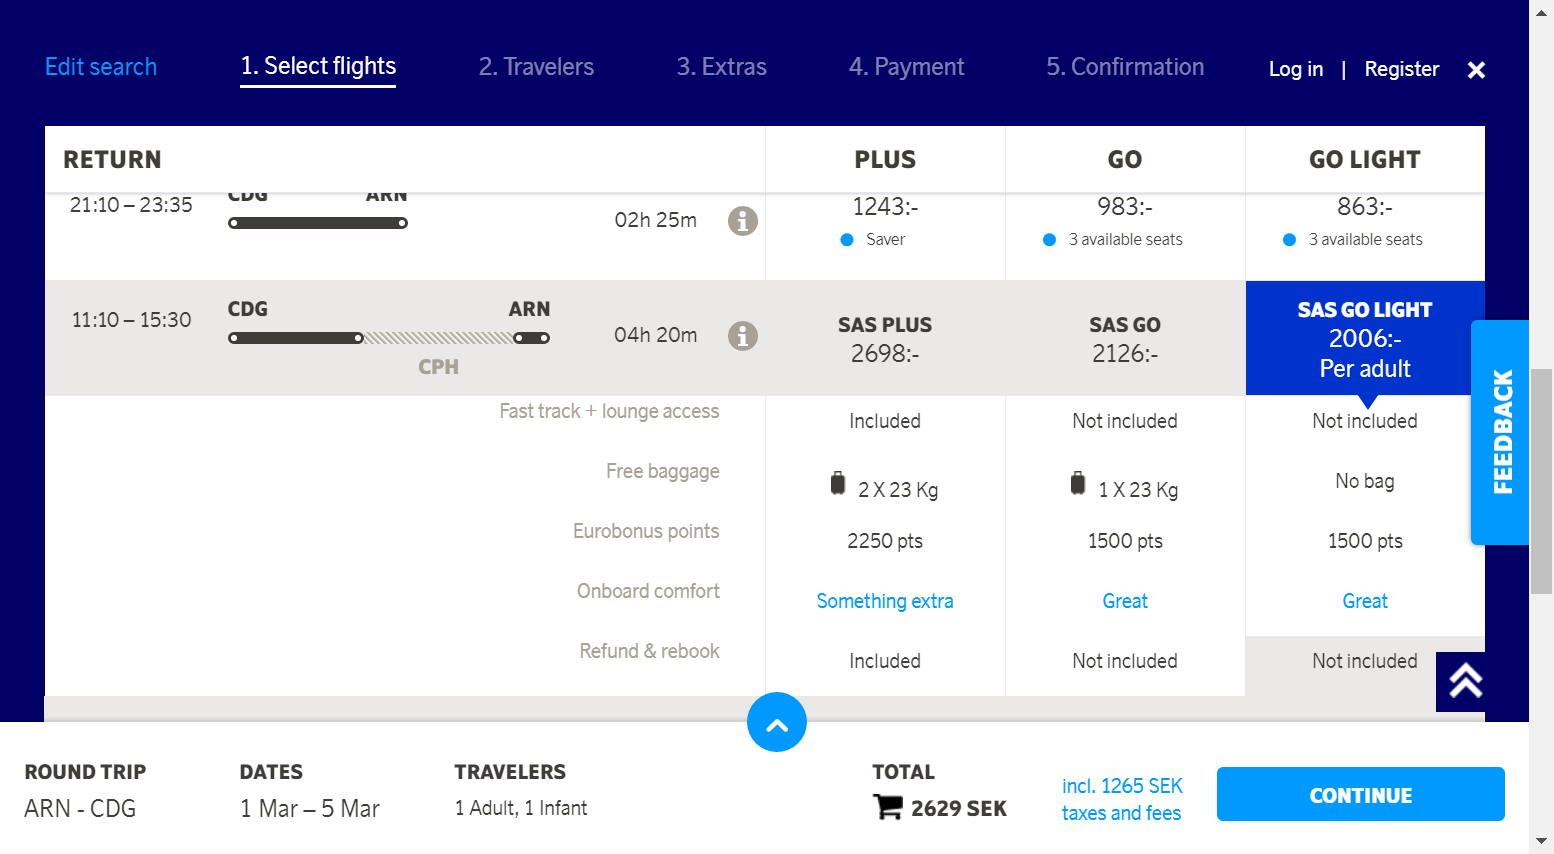 Edit search
1. Select flights
2. Travelers
3. Extras
4. Payment
5. Confirmation
Log in | Register
RETURN
PLUS
GO
GO LIGHT
21:10 – 23:35
CDG
ARN
02h 25m
1243:-
Saver
983:-
3 available seats
863:-
3 available seats
11:10 – 15:30
CDG
ARN
CPH
04h 20m
SAS PLUS
2698:-
SAS GO
2126:-
SAS GO LIGHT
2006:-
Per adult
Fast track + lounge access
Included
Not included
Not included
Free baggage
2 X 23 Kg
1 X 23 Kg
No bag
Eurobonus points
2250 pts
1500 pts
1500 pts
Onboard comfort
Something extra
Great
Great
Refund & rebook
Included
Not included
Not included
FEEDBACK
ROUND TRIP
ARN - CDG
DATES
1 Mar – 5 Mar
TRAVELERS
1 Adult, 1 Infant
TOTAL
2629 SEK
incl. 1265 SEK
taxes and fees
CONTINUE